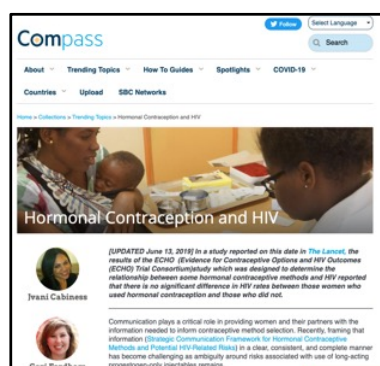 Follow
Select Language
Compass
Search
About Trending Topics How To Guides Spotlights COVID-19
Countries Upload SBC Networks
Home » Collections » Trending Topics » Hormonal Contraception and HIV
Hormonal Contraception and HIV
[UPDATED June 13, 2019] In a study reported on this date in The Lancet, the
results of the ECHO (Evidence for Contraceptive Options and HIV Outcomes
(ECHO) Trial Consortium)study which was designed to determine the
relationship between some hormonal contraceptive methods and HIV reported
that there is no significant difference in HIV rates between those women who
used hormonal contraception and those who did not.
Jvani Cabiness
Communication plays a critical role in providing women and their partners with the
information needed to inform contraceptive method selection. Recently, framing that
information (Strategic Communication Framework for Hormonal Contraceptive
Methods and Potential HIV-Related Risks) in a clear, consistent, and complete manner
has become challenging as ambiguity around risks associated with use of long-acting
progestogen-only injectables remains.